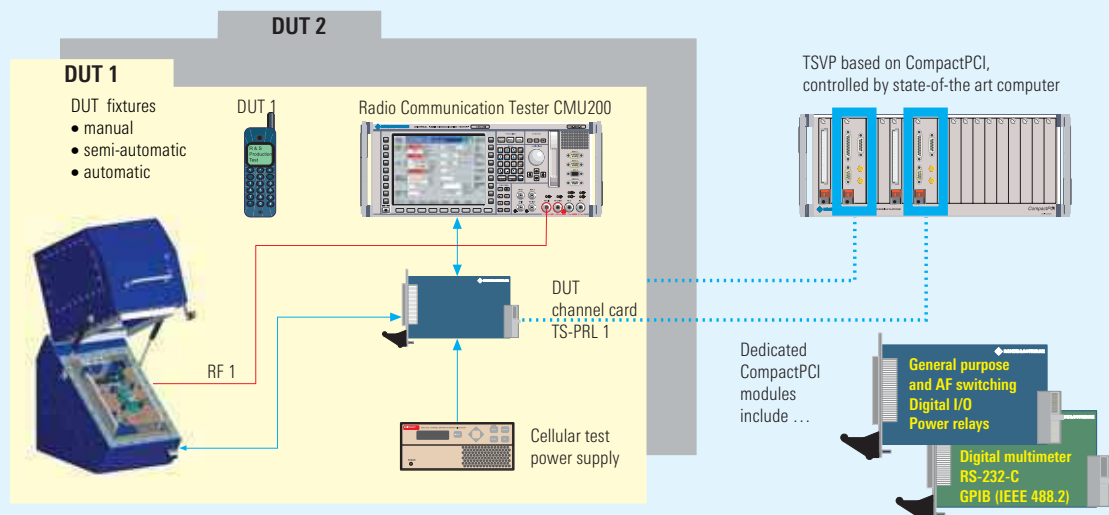 DUT 2
DUT 1
DUT fixtures
• manual
• semi-automatic
• automatic
DUT 1
R & S
Production
Test
Radio Communication Tester CMU200
TSVP based on CompactPCI,
controlled by state-of-the art computer
CompactPCI
DUT
channel card
TS-PRL 1
RF 1
Cellular test
power supply
Dedicated
CompactPCI
modules
include …
General purpose
and AF switching
Digital I/O
Power relays
Digital multimeter
RS-232-C
GPIB (IEEE 488.2)